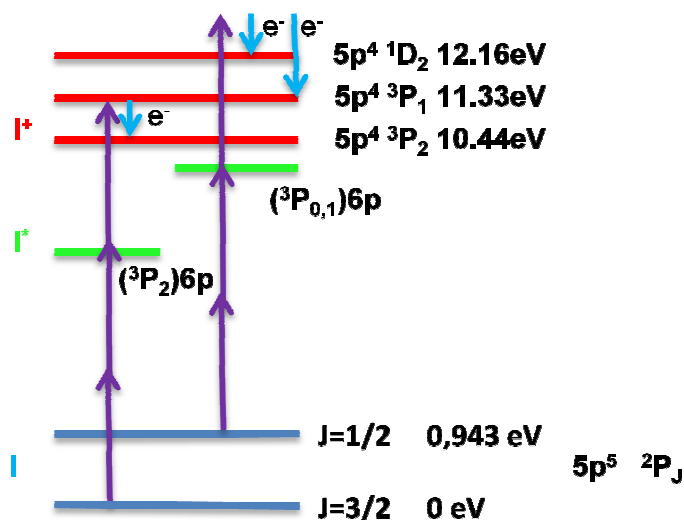 e⁻ e⁻
5p⁴ ¹D₂ 12.16eV
5p⁴ ³P₁ 11.33eV
e⁻
I⁺
5p⁴ ³P₂ 10.44eV
(³P₀,₁)6p
I*
(³P₂)6p
J=1/2 0,943 eV
I
5p⁵ ²P_J
J=3/2 0 eV